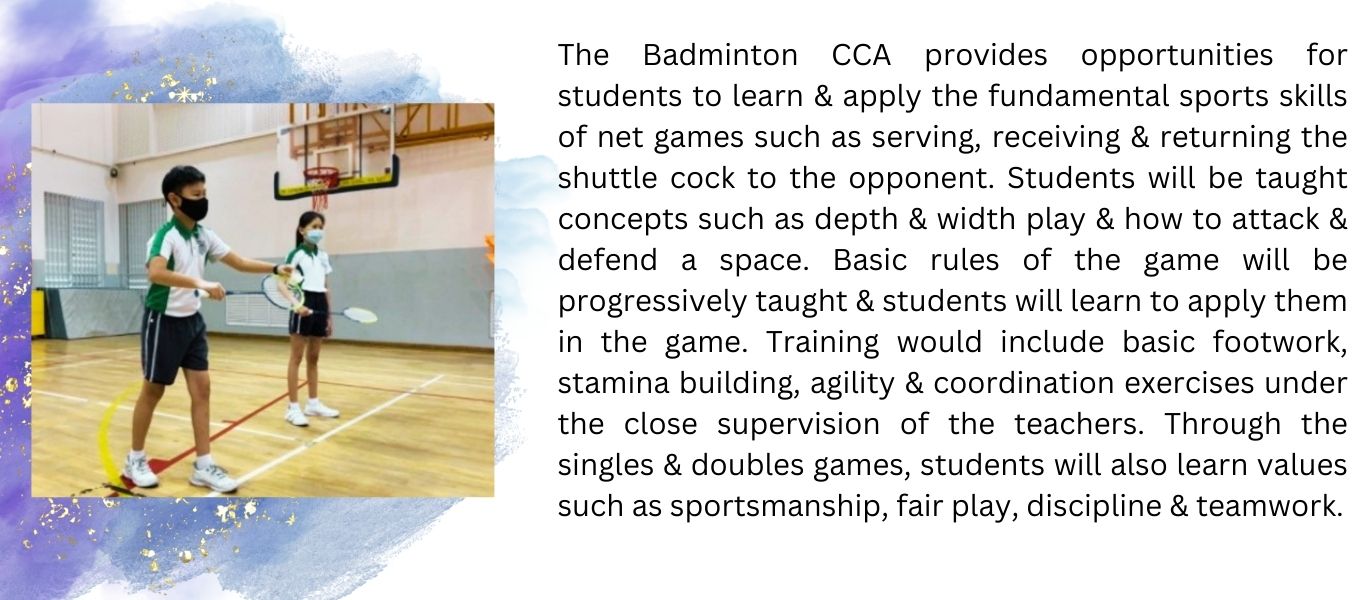 The Badminton CCA provides opportunities for
students to learn & apply the fundamental sports skills
of net games such as serving, receiving & returning the
shuttle cock to the opponent. Students will be taught
concepts such as depth & width play & how to attack &
defend a space. Basic rules of the game will be
progressively taught & students will learn to apply them
in the game. Training would include basic footwork,
stamina building, agility & coordination exercises under
the close supervision of the teachers. Through the
singles & doubles games, students will also learn values
such as sportsmanship, fair play, discipline & teamwork.